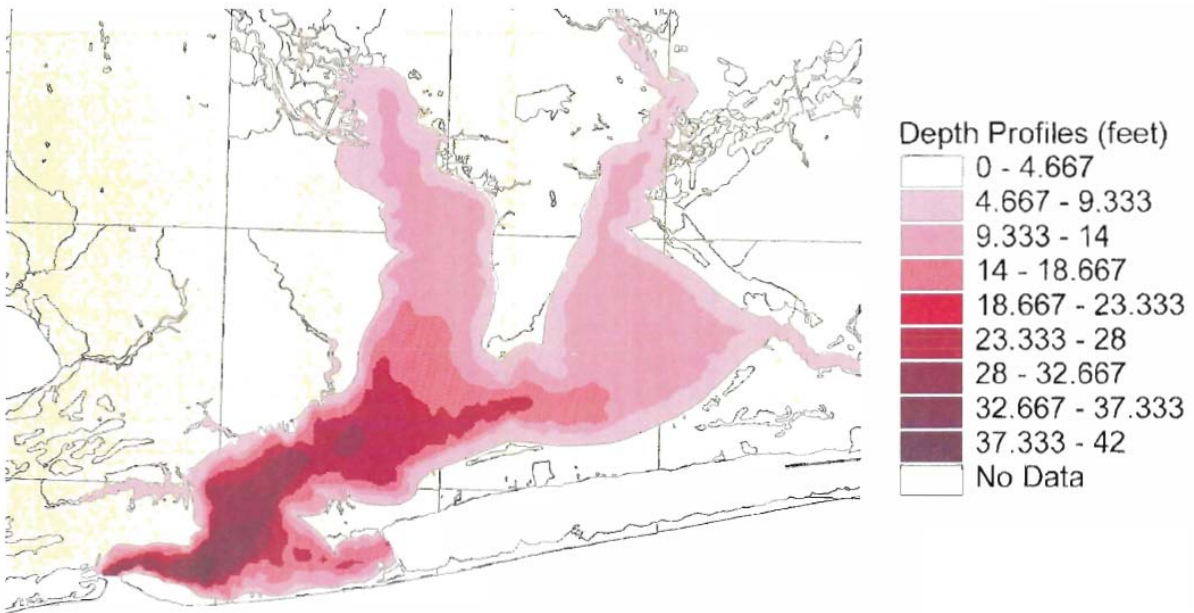 Depth Profiles (feet)
0 - 4.667
4.667 - 9.333
9.333 - 14
14 - 18.667
18.667 - 23.333
23.333 - 28
28 - 32.667
32.667 - 37.333
37.333 - 42
No Data